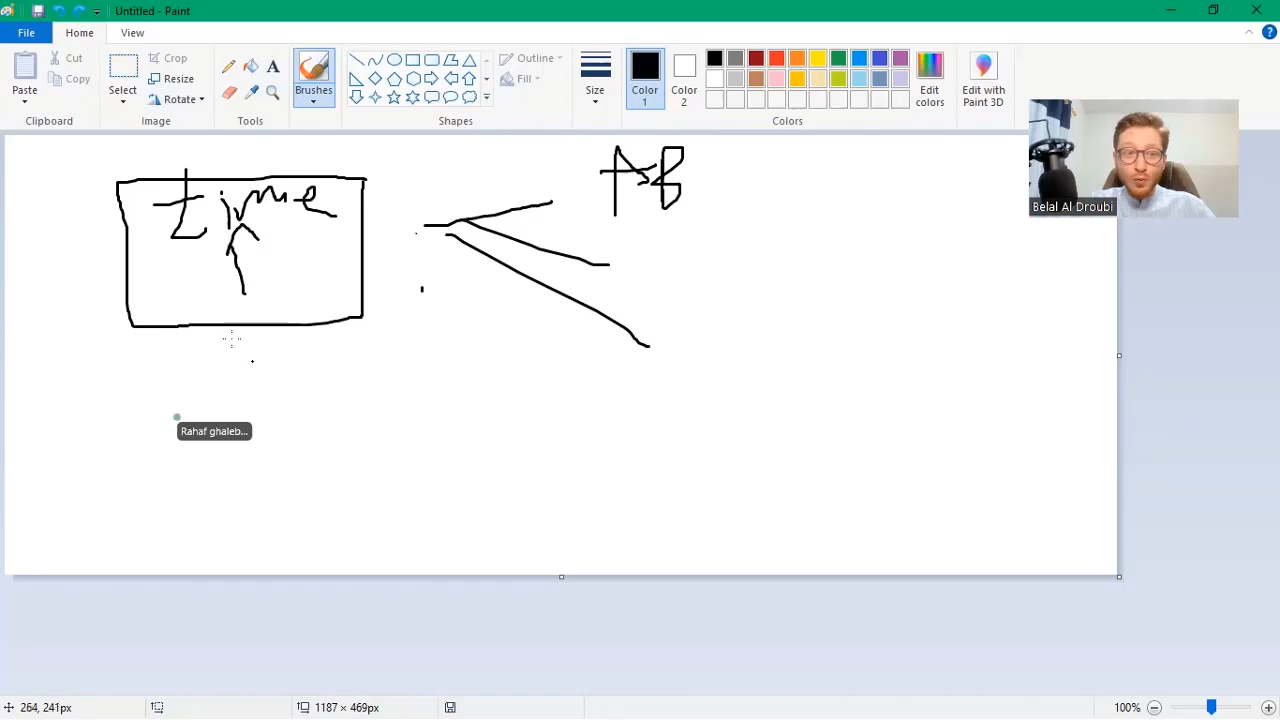 Untitled - Paint
File
Home
View
Paste
Cut
Copy
Clipboard
Select
Crop
Resize
Rotate
Image
Tools
Brushes
Shapes
Outline
Fill
Size
Color 1
Color 2
Colors
Edit colors
Edit with Paint 3D
time
Belal Al Droubi
Rahaf ghaleb...
264, 241px
1187 × 469px
100%